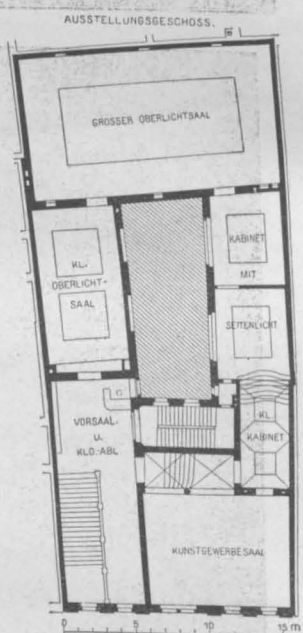 AUSSTELLUNGSGESCHOSS.
GROSSER OBERLICHTSAAL
KL.
OBERLICHT-
SAAL
KABINET
MIT
SEITENLICHT
KL.
KABINET
VORSAAL
U.
KLD.-ABL
KUNSTGEWERBESAAL
0 5 10 15 m